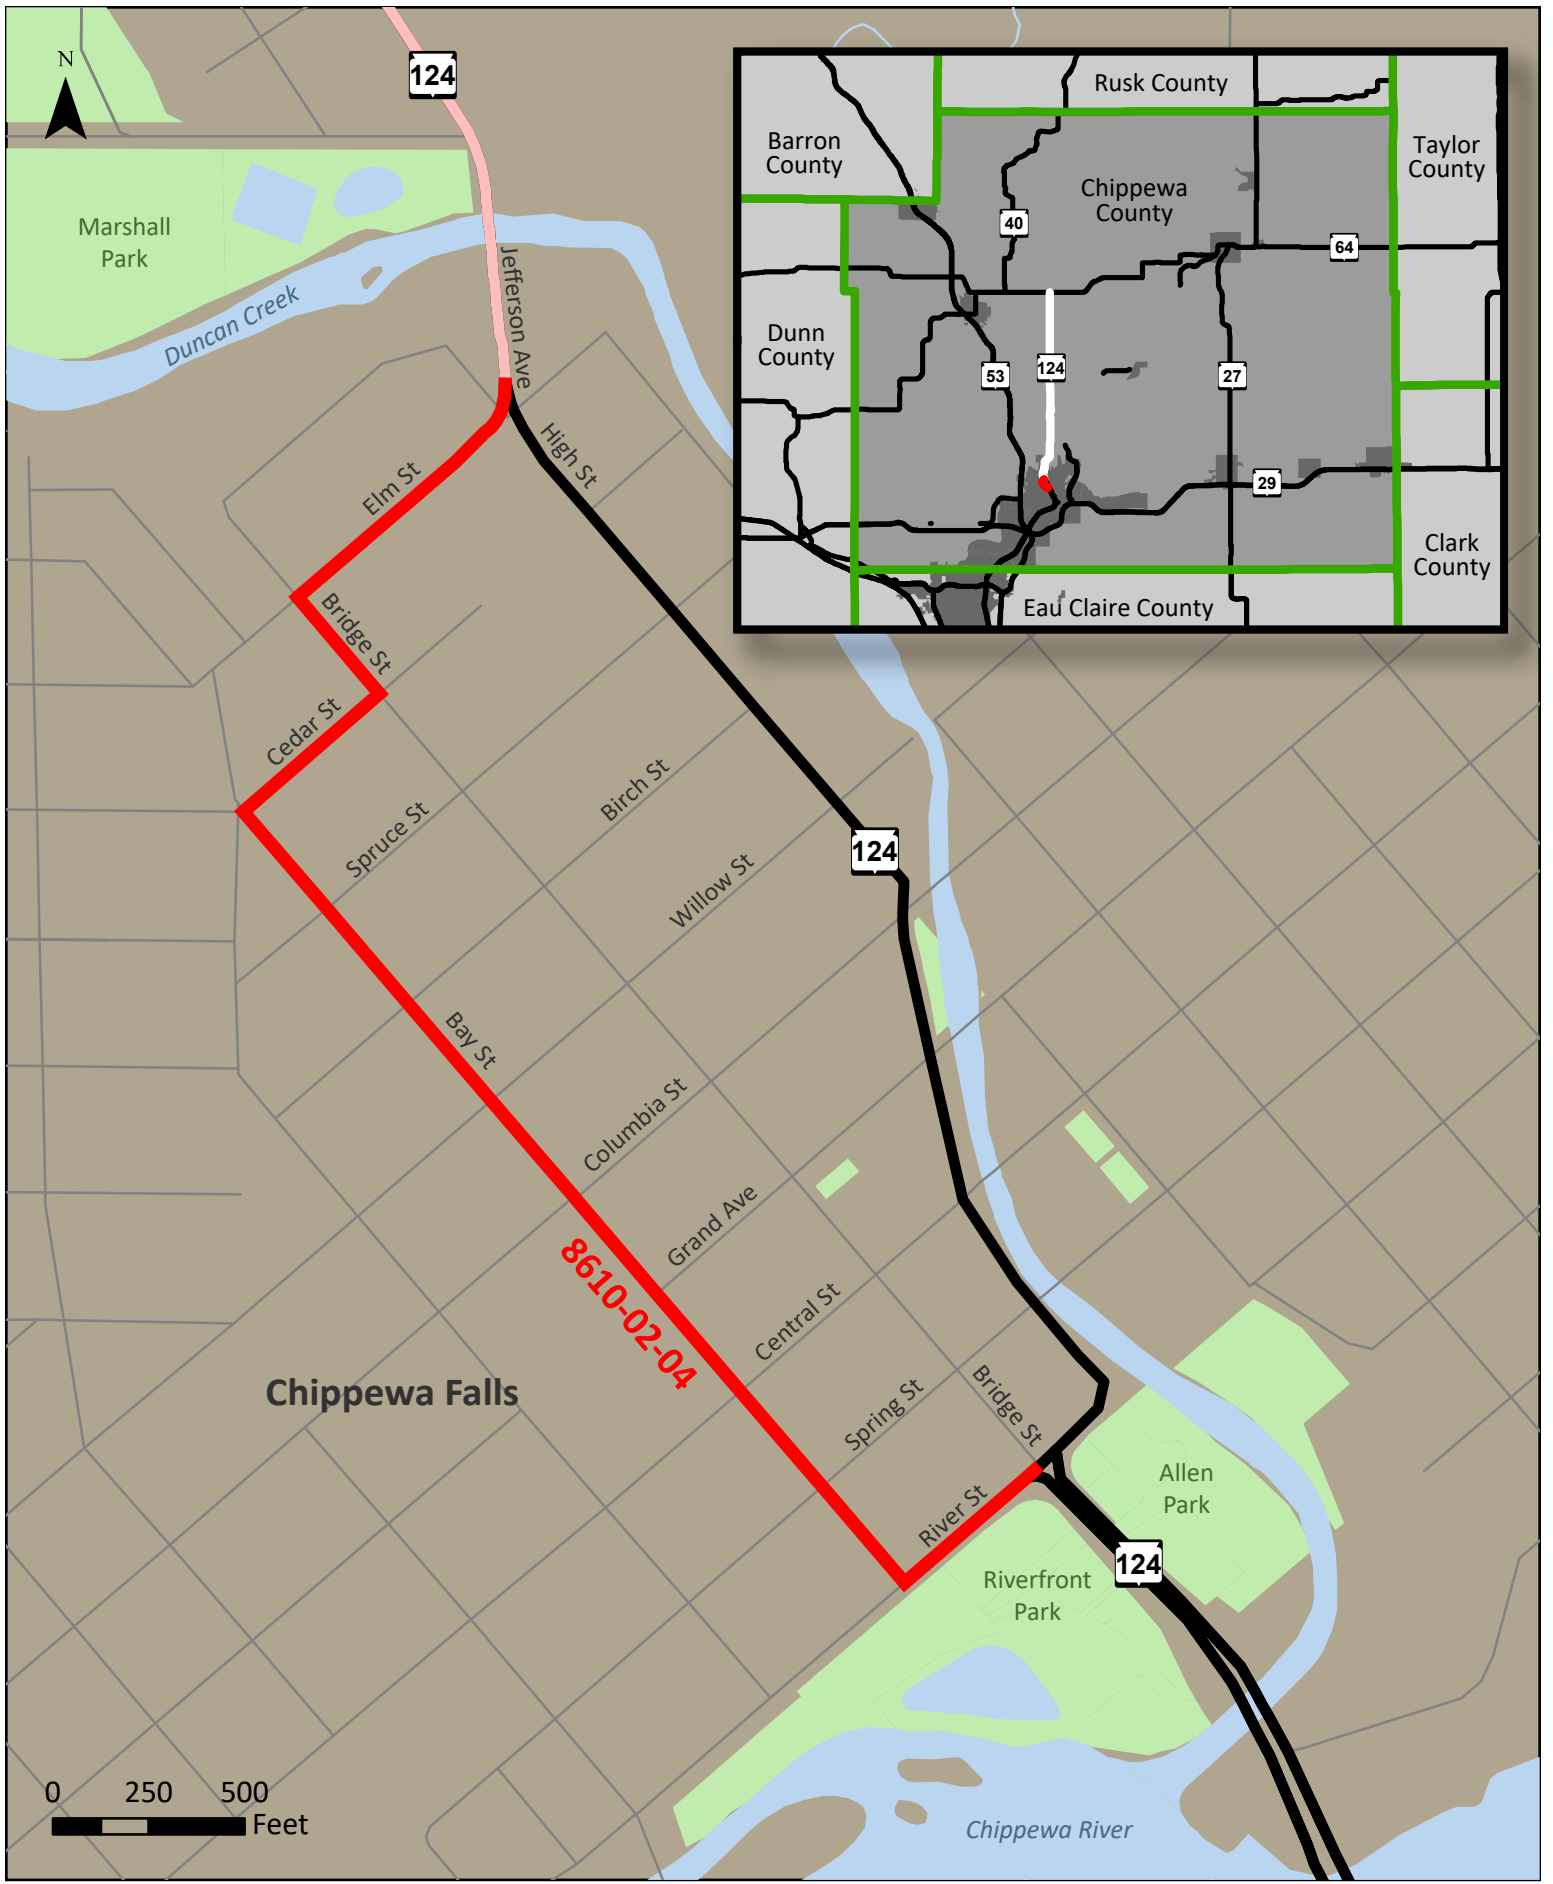 N
124
Marshall
Park
Duncan Creek
Jefferson Ave
Elm St
High St
Bridge St
Cedar St
Spruce St
Birch St
Willow St
124
Bay St
Columbia St
Grand Ave
Central St
8610-02-04
Chippewa Falls
Spring St
Bridge St
River St
Allen
Park
124
Riverfront
Park
Chippewa River
0 250 500
Feet
Rusk County
Barron
County
Taylor
County
Chippewa
County
40
64
Dunn
County
53
124
27
29
Clark
County
Eau Claire County